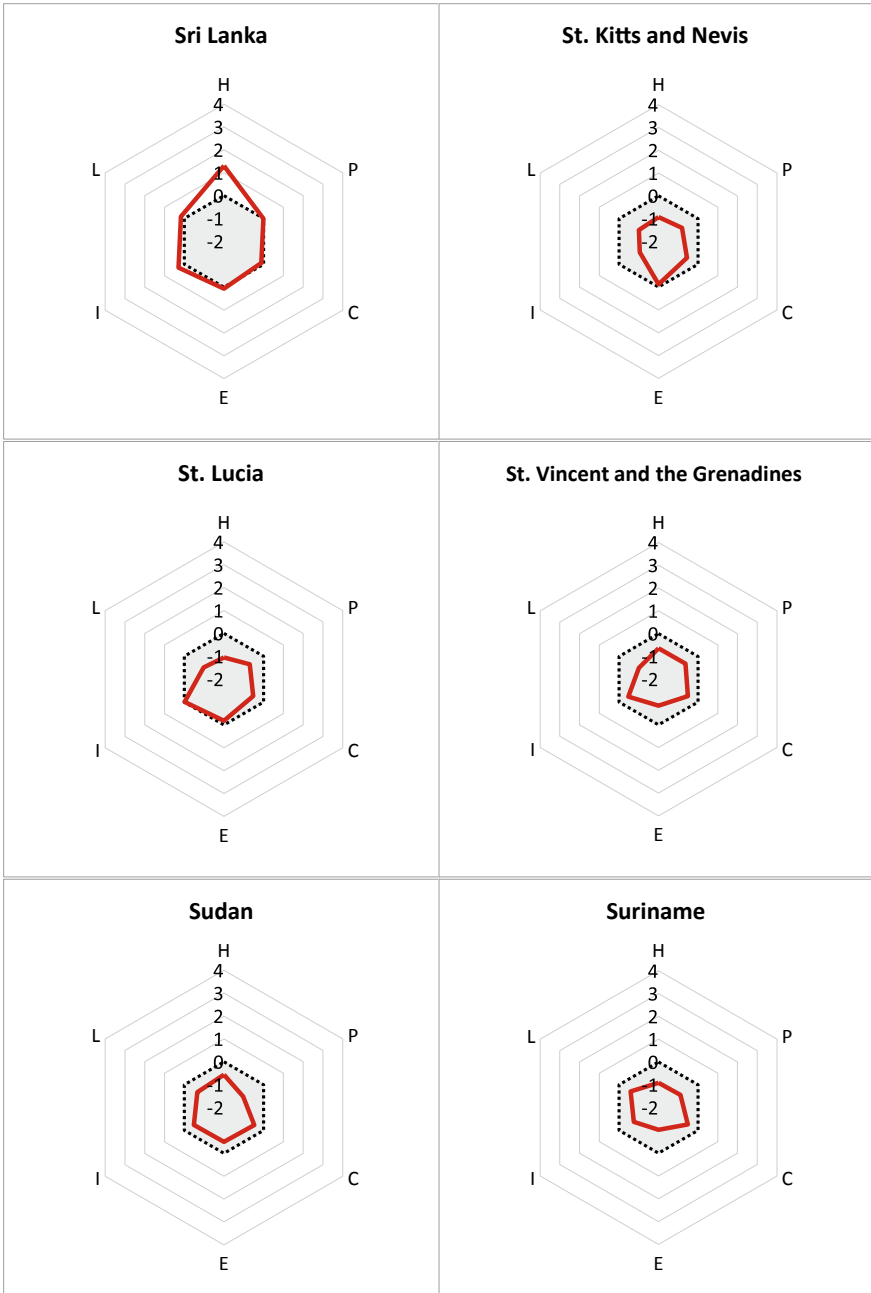 Sri Lanka
H
4
3
2
1
0
-1
-2
L
P
I
C
E
St. Kitts and Nevis
H
4
3
2
1
0
-1
-2
L
P
I
C
E
St. Lucia
H
4
3
2
1
0
-1
-2
L
P
I
C
E
St. Vincent and the Grenadines
H
4
3
2
1
0
-1
-2
L
P
I
C
E
Sudan
H
4
3
2
1
0
-1
-2
L
P
I
C
E
Suriname
H
4
3
2
1
0
-1
-2
L
P
I
C
E